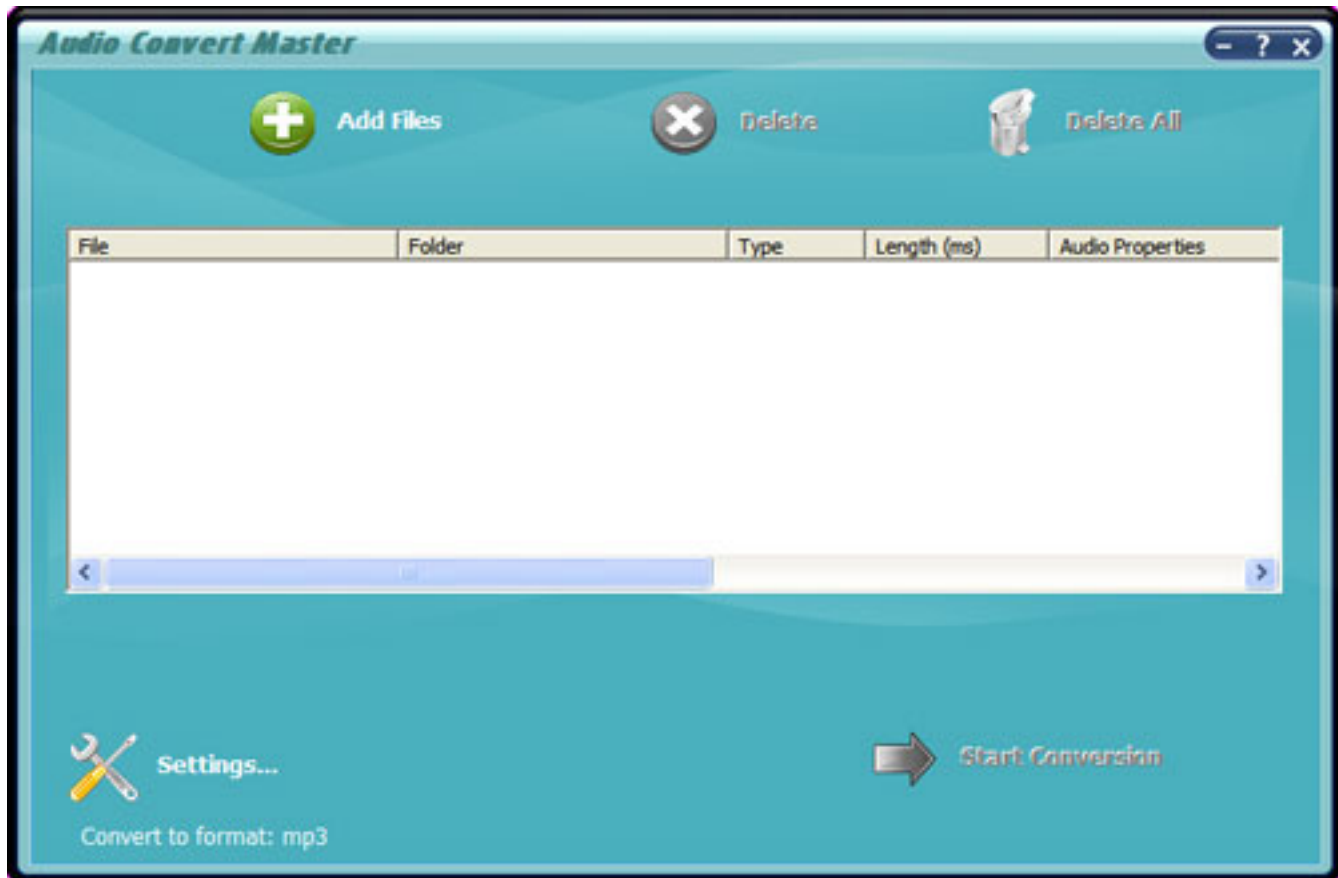 Audio Convert Master
Add Files Delete Delete All
File Folder Type Length (ms) Audio Properties
Settings...
Start Conversion
Convert to format: mp3